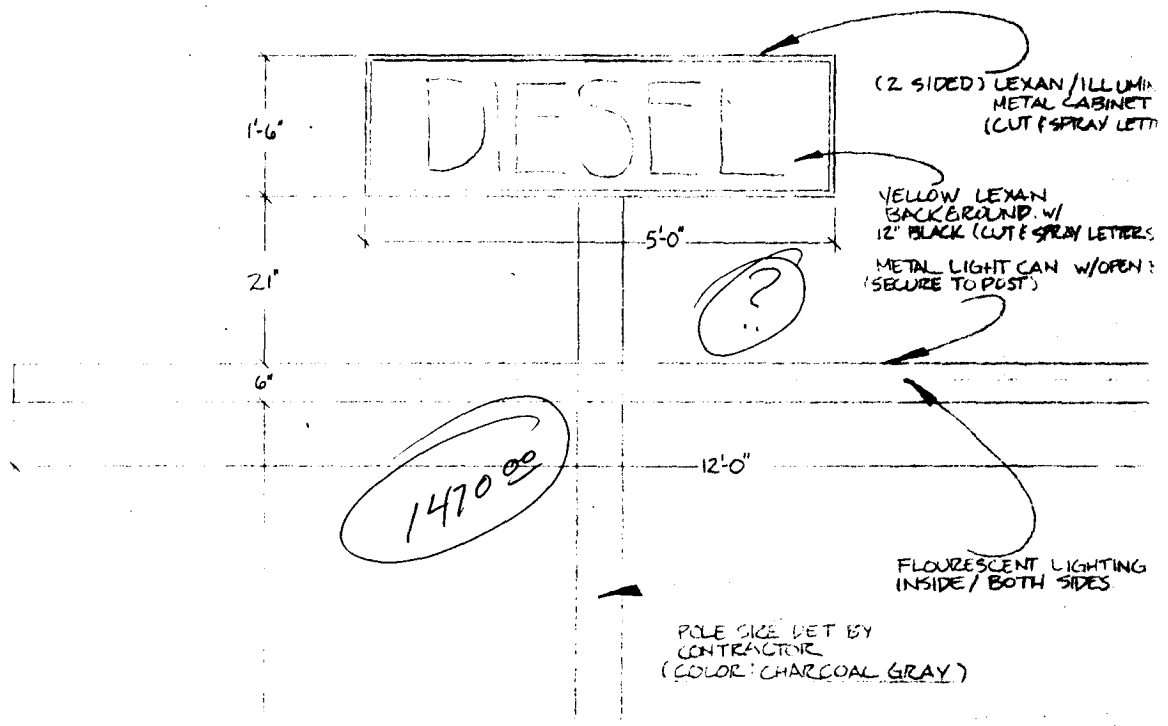 DIESEL
1'-6"
5'-0"
21"
6"
12'-0"
?
1470 00
(2 SIDED) LEXAN/
METAL CABINET
(CUT & SPRAY
YELLOW LEXAN
BACKGROUND W/
12" BLACK (CUT & SPRAY LETTERS
METAL LIGHT CAN W/OPEN
(SECURE TO POST)
FLOURESCENT LIGHTING
INSIDE/BOTH SIDES
POLE SIZE DET BY
CONTRACTOR
(COLOR: CHARCOAL GRAY)